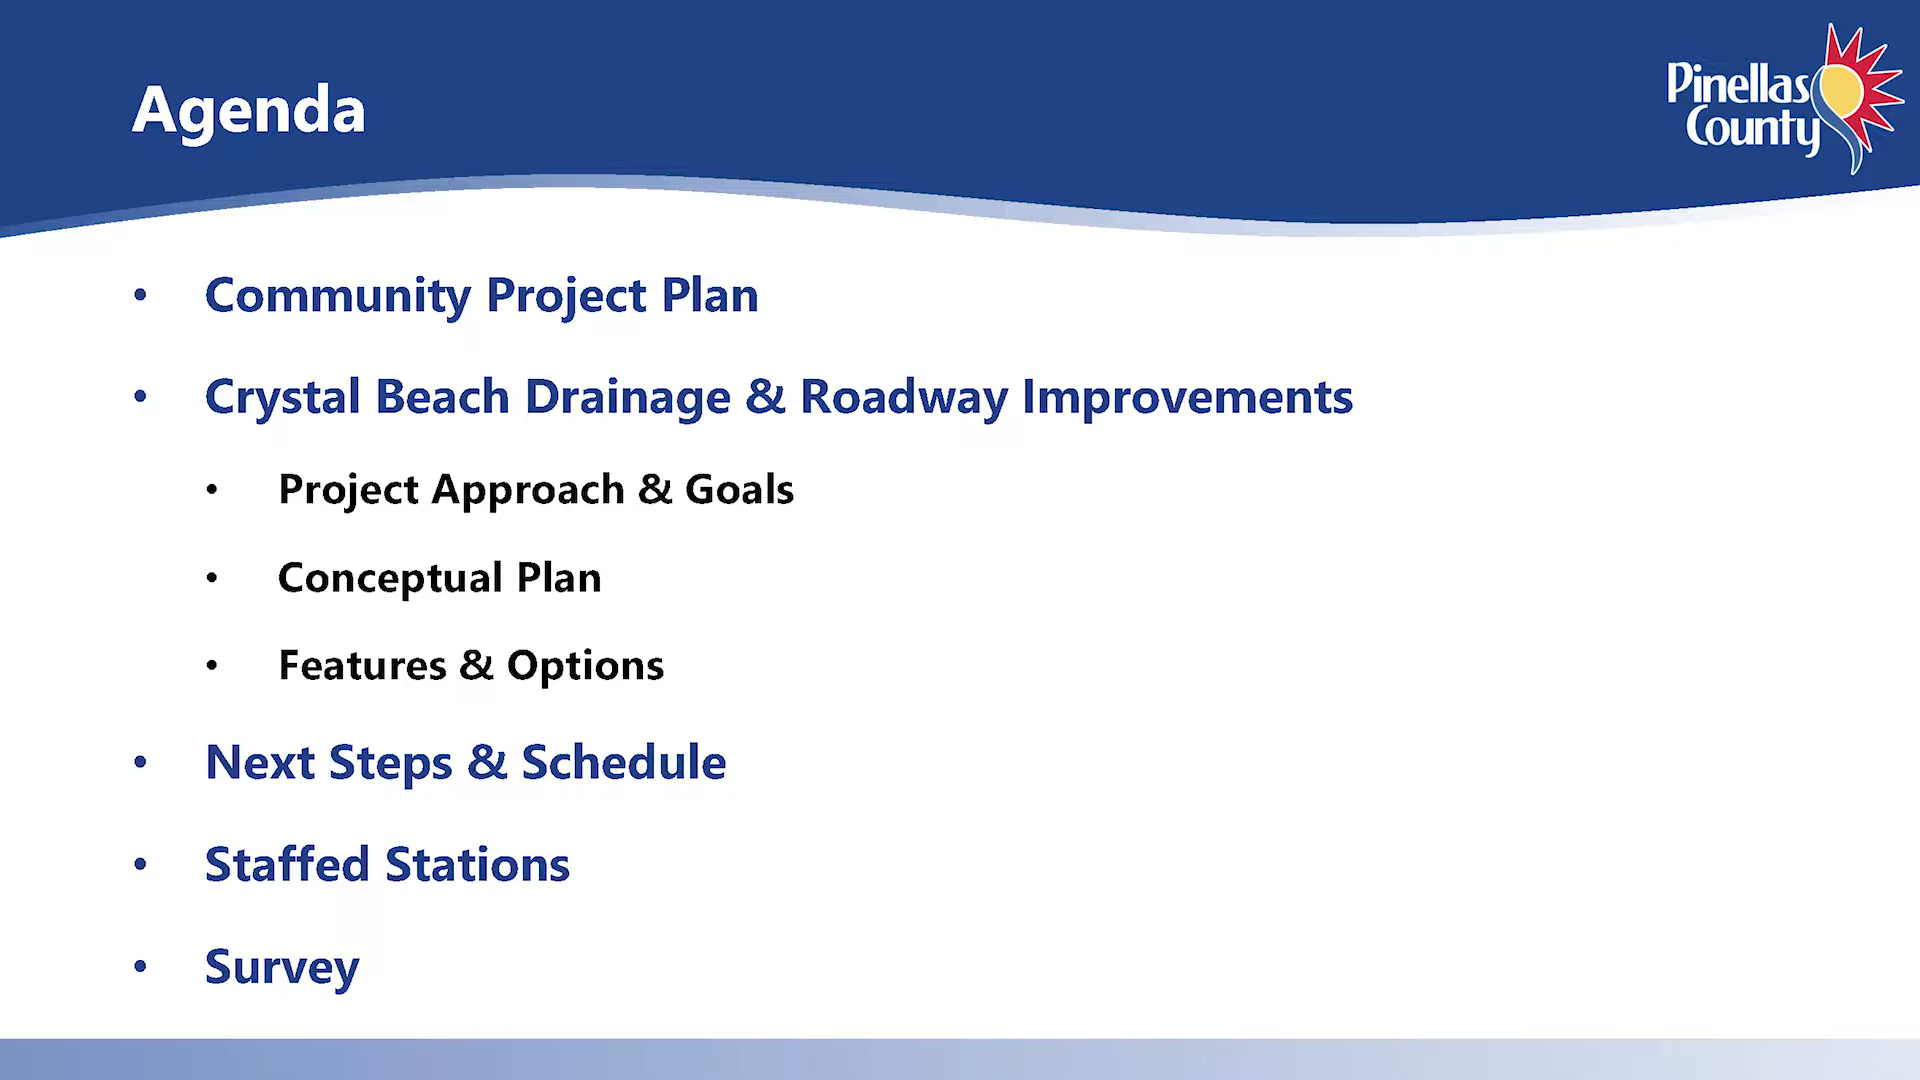 Agenda
Pinellas
County
• Community Project Plan
• Crystal Beach Drainage & Roadway Improvements
• Project Approach & Goals
• Conceptual Plan
• Features & Options
• Next Steps & Schedule
• Staffed Stations
• Survey